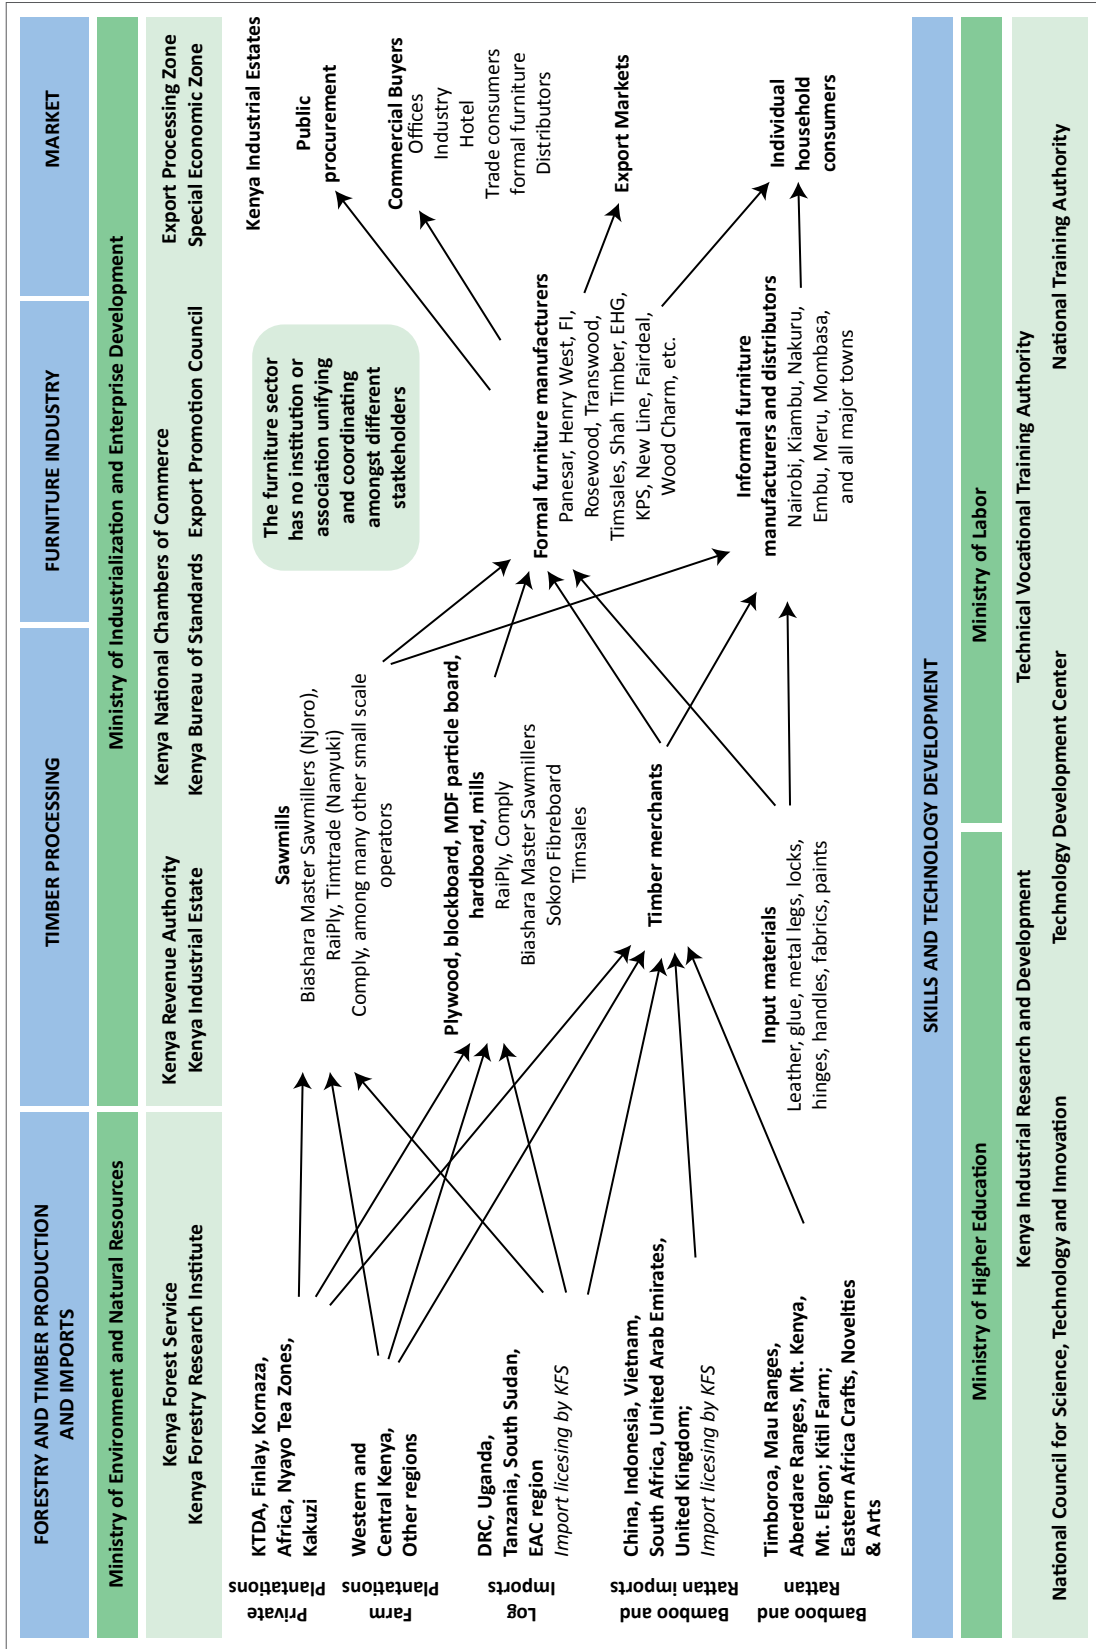 FORESTRY AND TIMBER PRODUCTION
AND IMPORTS
TIMBER PROCESSING
FURNITURE INDUSTRY
MARKET
Ministry of Environment and Natural Resources
Ministry of Industrialization and Enterprise Development
Kenya Forest Service
Kenya Forestry Research Institute
Kenya Revenue Authority
Kenya Industrial Estate
Kenya National Chambers of Commerce
Kenya Bureau of Standards
Export Promotion Council
Export Processing Zone
Special Economic Zone
Private
Plantations
KTDA, Finlay, Kornaza,
Africa, Nyayo Tea Zones,
Kakuzi
Farm
Plantations
Western and
Central Kenya,
Other regions
Log
Imports
DRC, Uganda,
Tanzania, South Sudan,
EAC region
Import licesing by KFS
Bamboo and
Rattan imports
China, Indonesia, Vietnam,
South Africa, United Arab Emirates,
United Kingdom;
Import licesing by KFS
Bamboo and
Rattan
Timboroa, Mau Ranges,
Aberdare Ranges, Mt. Kenya,
Mt. Elgon; Kitil Farm;
Eastern Africa Crafts, Novelties
& Arts
Sawmills
Biashara Master Sawmillers (Njoro),
RaiPly, Timtrade (Nanyuki)
Comply, among many other small scale
operators
Plywood, blockboard, MDF particle board,
hardboard, mills
RaiPly, Comply
Biashara Master Sawmillers
Sokoro Fibreboard
Timsales
Timber merchants
Input materials
Leather, glue, metal legs, locks,
hinges, handles, fabrics, paints
The furniture sector
has no institution or
association unifying
and coordinating
amongst different
statkeholders
Formal furniture manufacturers
Panesar, Henry West, FI,
Rosewood, Transwood,
Timsales, Shah Timber, EHG,
KPS, New Line, Fairdeal,
Wood Charm, etc.
Informal furniture
manufacturers and distributors
Nairobi, Kiambu, Nakuru,
Enbu, Meru, Mombasa,
and all major towns
Kenya Industrial Estates
Public
procurement
Commercial Buyers
Offices
Industry
Hotel
Trade consumers
formal furniture
Distributors
Export Markets
Individual
household
consumers
SKILLS AND TECHNOLOGY DEVELOPMENT
Ministry of Higher Education
Ministry of Labor
Kenya Industrial Research and Development
Technical Vocational Training Authority
National Council for Science, Technology and Innovation
Technology Development Center
National Training Authority